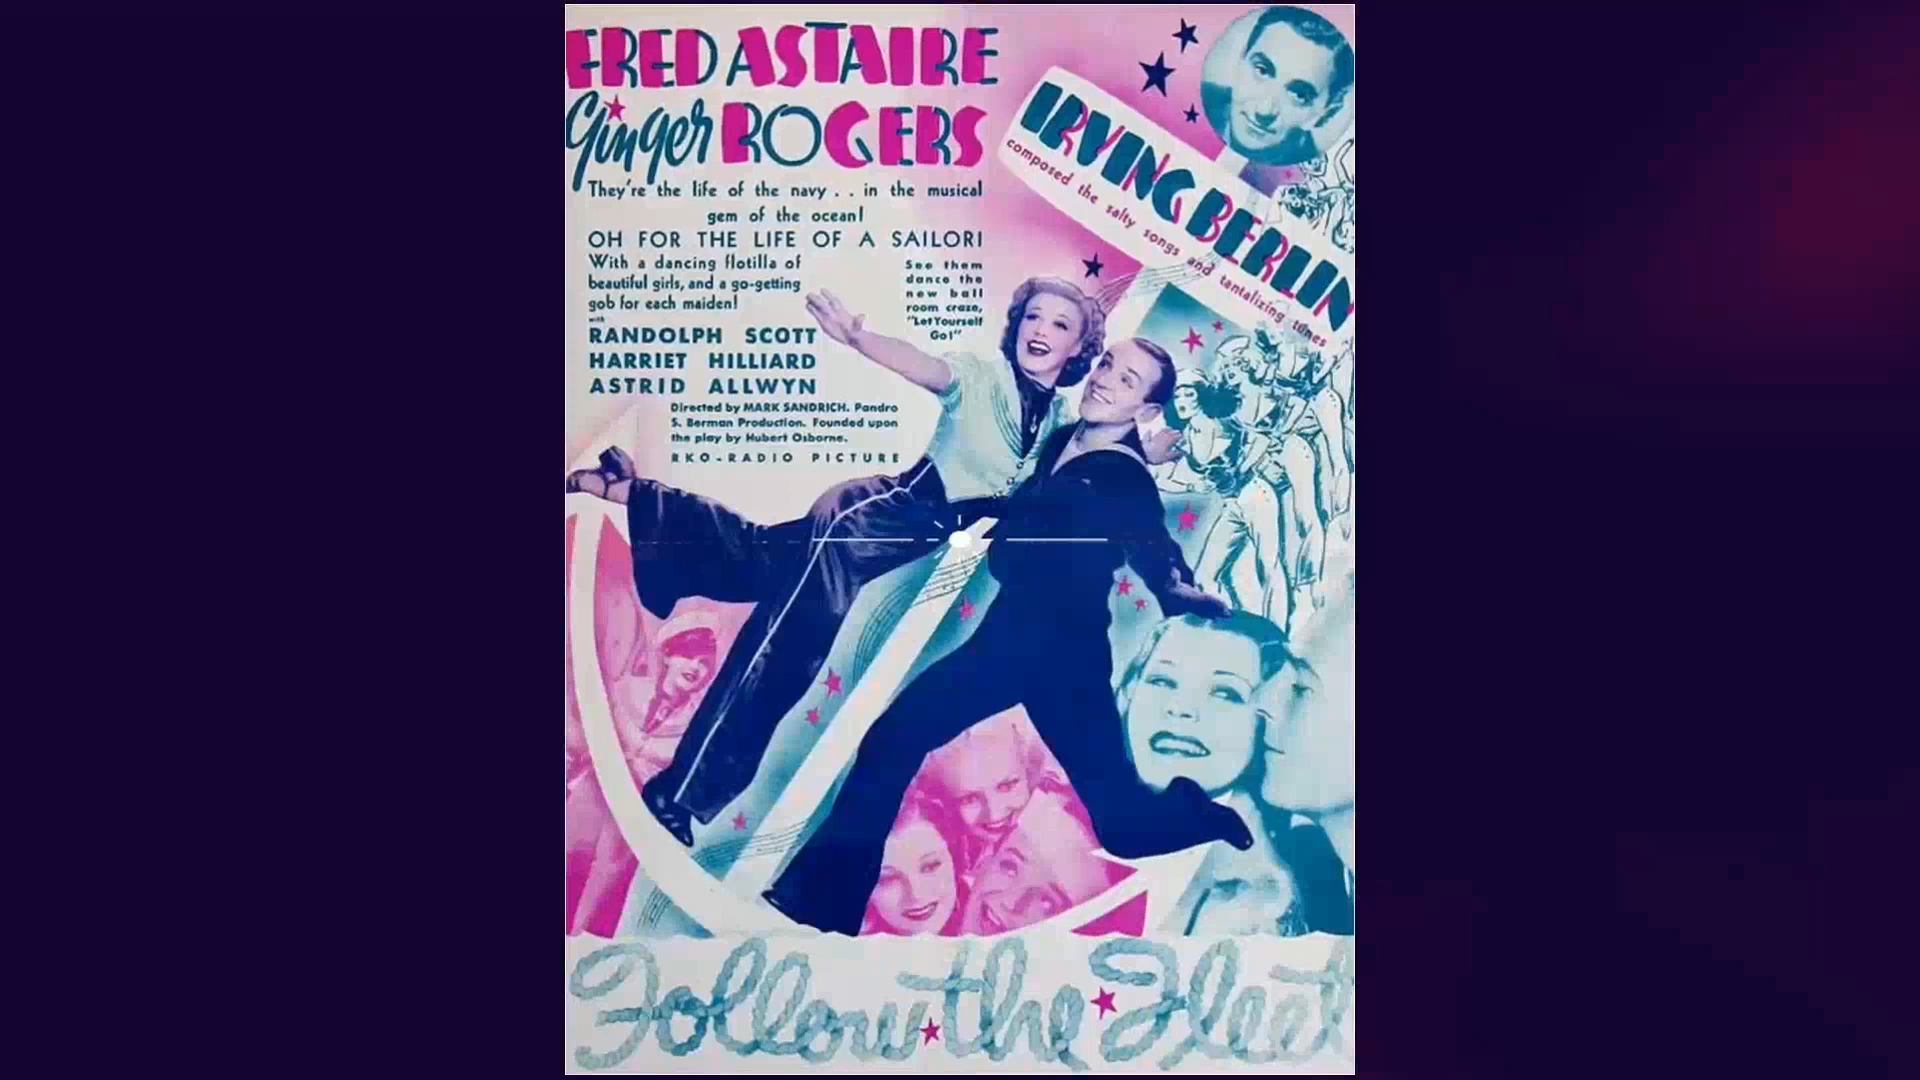 FRED ASTAIRE
Ginger ROGERS
They're the life of the navy . . in the musical
gem of the ocean!
OH FOR THE LIFE OF A SAILOR!
With a dancing flotilla of
beautiful girls, and a go-getting
gob for each maiden!
See them
dance the
new ball
room craze,
"Let Yourself
Go!"
with
RANDOLPH SCOTT
HARRIET HILLIARD
ASTRID ALLWYN
Directed by MARK SANDRICH. Pandro
S. Berman Production. Founded upon
the play by Hubert Osborne.
RKO-RADIO PICTURE
IRVING BERLIN
composed the salty songs and tantalizing tunes
Follow the Fleet